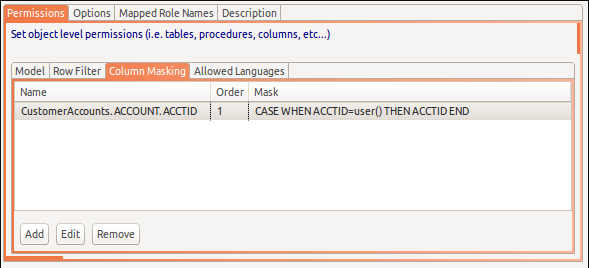 Permissions Options Mapped Role Names Description
Set object level permissions (i.e. tables, procedures, columns, etc...)
Model Row Filter Column Masking Allowed Languages
Name Order Mask
CustomerAccounts.ACCOUNT.ACCTID 1 CASE WHEN ACCTID=user() THEN ACCTID END
Add Edit Remove